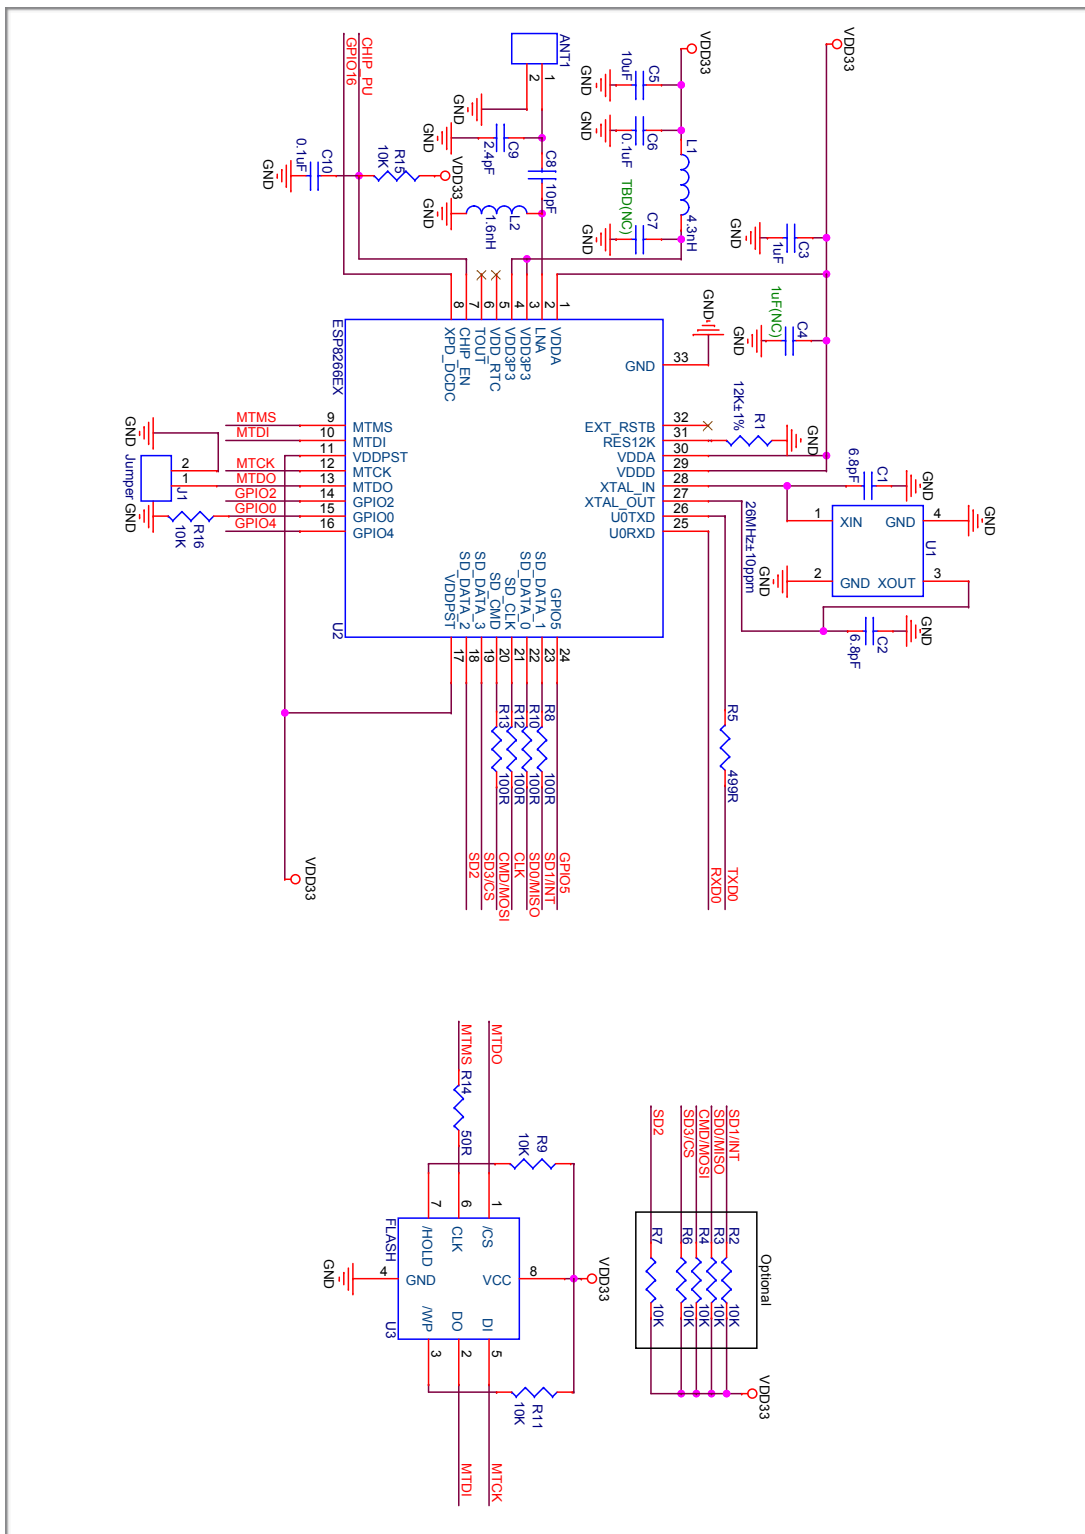 VDD33
VDD33
ANT1
1
2
GND
CHIP_PU
GPIO16
C5
10uF
GND
C6
0.1uF
GND
L1
4.3nH
C7
TBD(NC)
GND
C3
1uF
GND
C4
1uF(NC)
GND
C9
2.4pF
GND
C8
10pF
L2
1.6nH
GND
VDD33
R15
10K
C10
0.1uF
GND
GND
8
7
6
5
4
3
2
1
XPD_DCDC
CHIP_EN
TOUT
VDD_RTC
VDD3P3
VDD3P3
LNA
VDDA
ESP8266EX
U2
GND
33
EXT_RSTB
32
RES12K
31
VDDA
30
VDDD
29
XTAL_IN
28
XTAL_OUT
27
U0TXD
26
U0RXD
25
R1
12K±1%
GND
C1
6.8pF
GND
26MHz±10ppm
1
XIN
GND
4
GND
U1
GND
2
GND
XOUT
3
C2
6.8pF
GND
MTMS
9
MTMS
MTDI
10
MTDI
11
VDDPST
MTCK
12
MTCK
MTDO
13
MTDO
GPIO2
14
GPIO2
GPIO0
15
GPIO0
GPIO4
16
GPIO4
GND
2
1
Jumper
J1
GND
R16
10K
VDDPST
SD_DATA_2
SD_DATA_3
SD_CMD
SD_CLK
SD_DATA_0
SD_DATA_1
GPIO5
17
18
19
20
21
22
23
24
R13
100R
R12
100R
R10
100R
R8
100R
R5
499R
VDD33
SD2
SD3/CS
CMD/MOSI
CLK
SD0/MISO
SD1/INT
GPIO5
RXD0
TXD0
MTMS
MTDO
R14
50R
R9
10K
7
6
1
/HOLD
CLK
/CS
FLASH
U3
GND
4
GND
VCC
8
VDD33
/WP
DO
DI
3
2
5
R11
10K
MTDI
MTCK
SD2
SD3/CS
CMD/MOSI
SD0/MISO
SD1/INT
Optional
R7
10K
R6
10K
R4
10K
R3
10K
R2
10K
VDD33